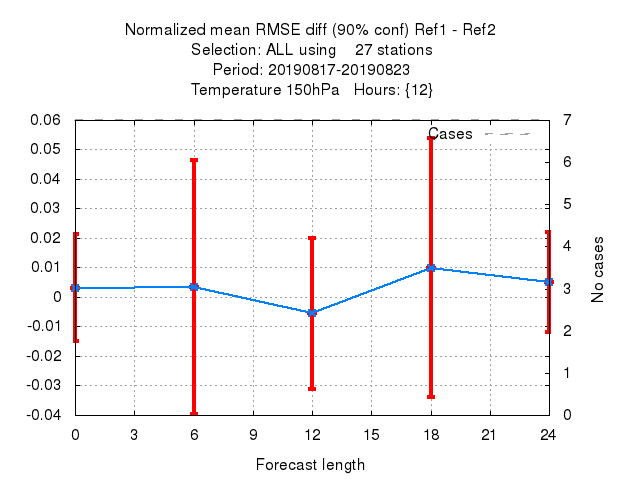 Normalized mean RMSE diff (90% conf) Ref1 - Ref2
Selection: ALL using 27 stations
Period: 20190817-20190823
Temperature 150hPa Hours: {12}
Cases
0.06
0.05
0.04
0.03
0.02
0.01
0
-0.01
-0.02
-0.03
-0.04
7
6
5
4
3
2
1
0
No cases
0 3 6 9 12 15 18 21 24
Forecast length